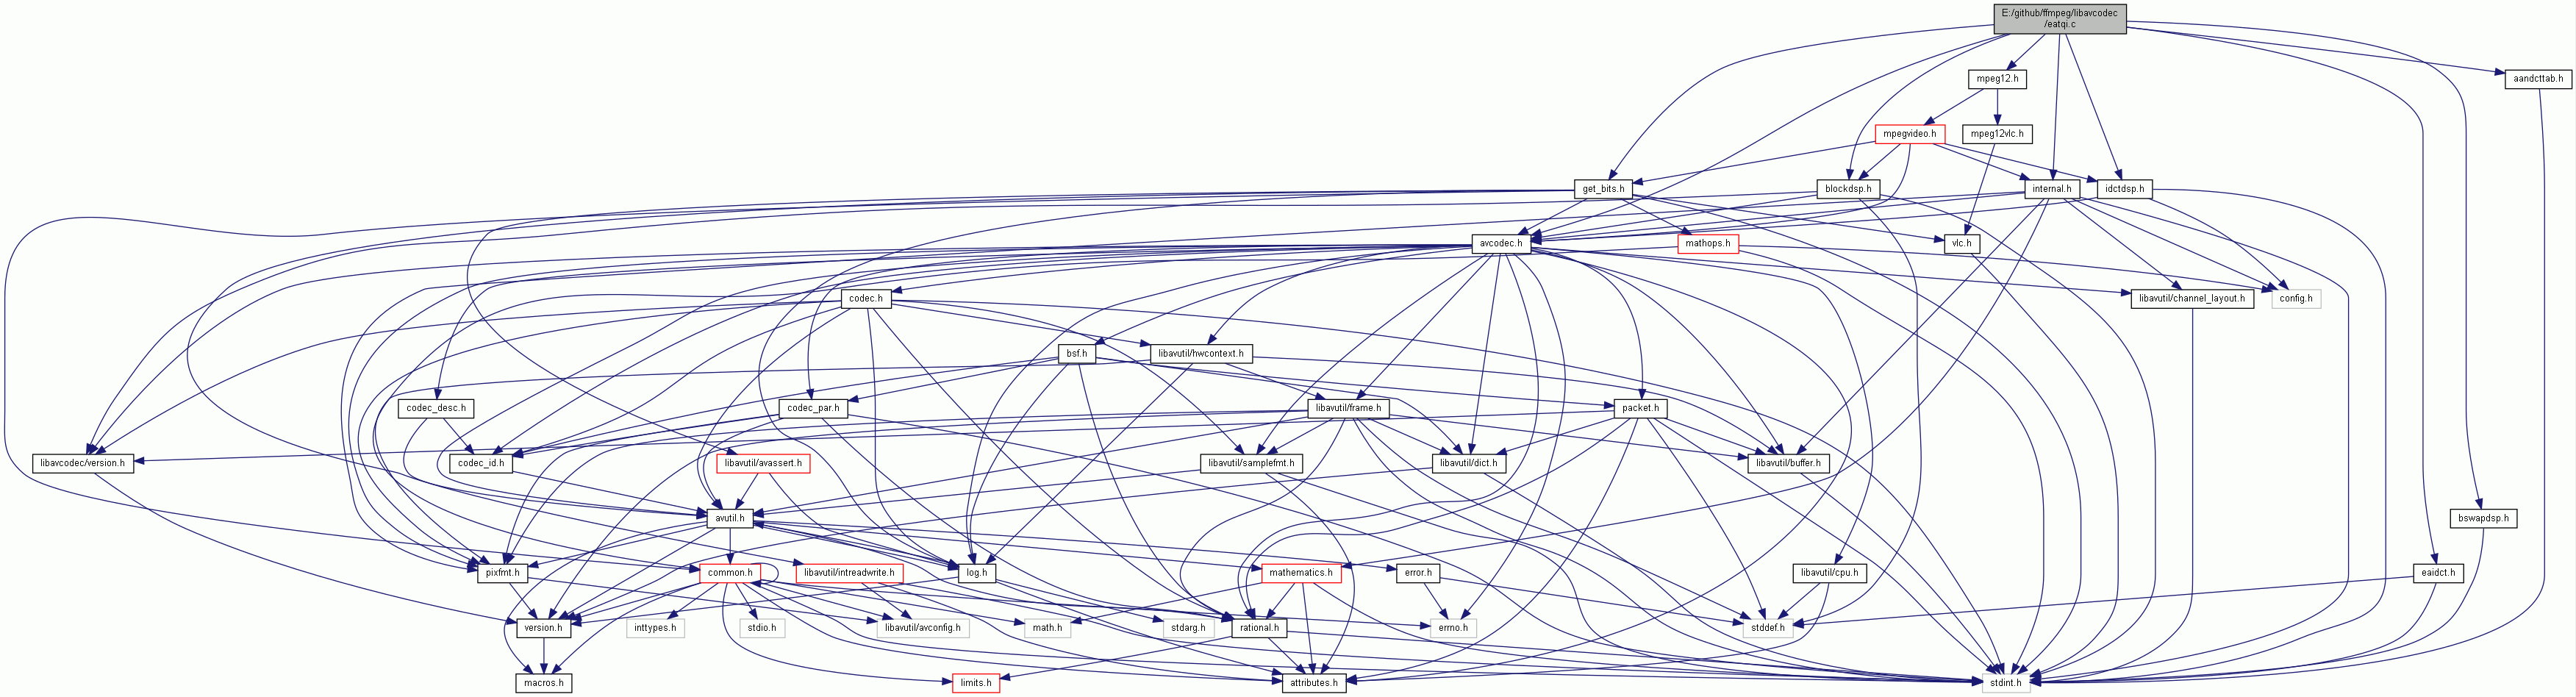 E:/github/ffmpeg/libavcodec
/eatqi.c
mpeg12.h
aandcttab.h
mpegvideo.h
mpeg12vlc.h
get_bits.h
blockdsp.h
internal.h
idctdsp.h
avcodec.h
mathops.h
vlc.h
codec.h
libavutil/channel_layout.h
config.h
bsf.h
libavutil/hwcontext.h
codec_desc.h
codec_par.h
libavutil/frame.h
packet.h
libavcodec/version.h
codec_id.h
libavutil/avassert.h
libavutil/samplefmt.h
libavutil/dict.h
libavutil/buffer.h
avutil.h
bswapdsp.h
pixfmt.h
common.h
libavutil/intreadwrite.h
log.h
mathematics.h
error.h
libavutil/cpu.h
eaidct.h
version.h
inttypes.h
stdio.h
libavutil/avconfig.h
math.h
stdarg.h
rational.h
errno.h
stddef.h
macros.h
limits.h
attributes.h
stdint.h